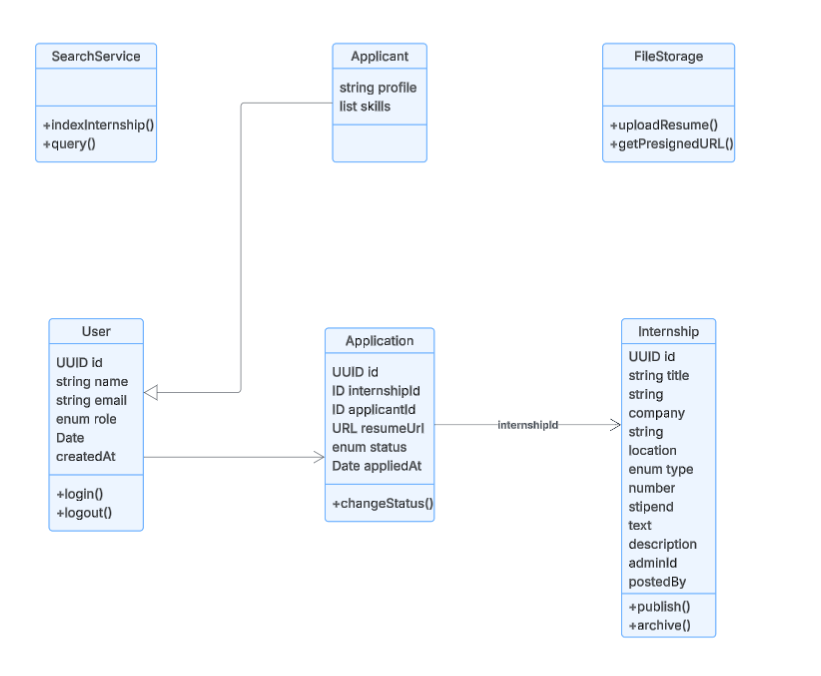 SearchService
+indexInternship()
+query()
Applicant
string profile
list skills
FileStorage
+uploadResume()
+getPresignedURL()
User
UUID id
string name
string email
enum role
Date
createdAt
+login()
+logout()
Application
UUID id
ID internshipId
ID applicantId
URL resumeUrl
enum status
Date appliedAt
+changeStatus()
internshipId
Internship
UUID id
string title
string
company
string
location
enum type
number
stipend
text
description
adminId
postedBy
+publish()
+archive()